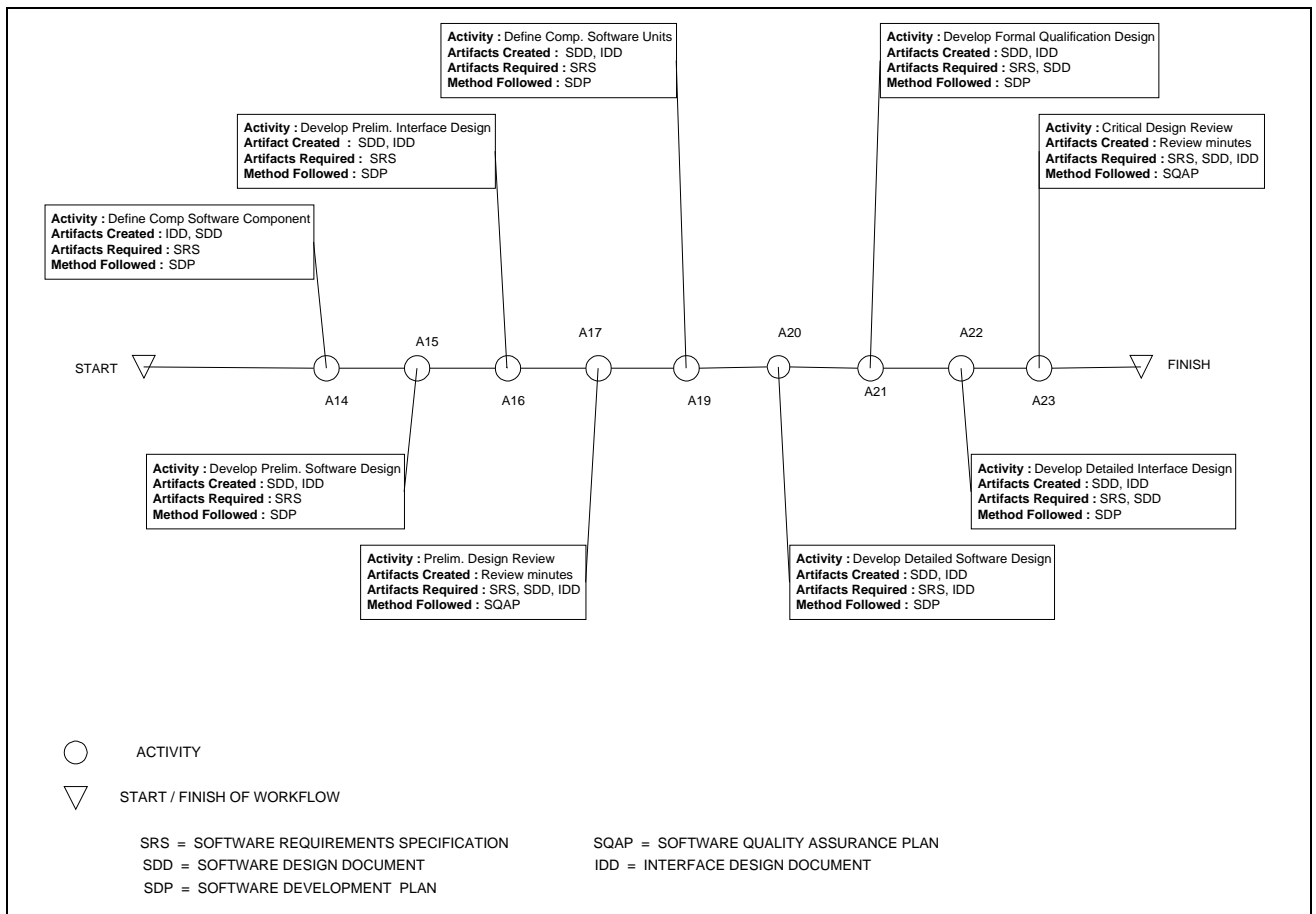 Activity : Define Comp. Software Units
Artifacts Created : SDD, IDD
Artifacts Required : SRS
Method Followed : SDP
Activity : Develop Formal Qualification Design
Artifacts Created : SDD, IDD
Artifacts Required : SRS, SDD
Method Followed : SDP
Activity : Develop Prelim. Interface Design
Artifact Created : SDD, IDD
Artifacts Required : SRS
Method Followed : SDP
Activity : Critical Design Review
Artifacts Created : Review minutes
Artifacts Required : SRS, SDD, IDD
Method Followed : SQAP
Activity : Define Comp Software Component
Artifacts Created : IDD, SDD
Artifacts Required : SRS
Method Followed : SDP
START
A14
A15
A16
A17
A19
A20
A21
A22
A23
FINISH
Activity : Develop Prelim. Software Design
Artifacts Created : SDD, IDD
Artifacts Required : SRS
Method Followed : SDP
Activity : Develop Detailed Interface Design
Artifacts Created : SDD, IDD
Artifacts Required : SRS, SDD
Method Followed : SDP
Activity : Prelim. Design Review
Artifacts Created : Review minutes
Artifacts Required : SRS, SDD, IDD
Method Followed : SQAP
Activity : Develop Detailed Software Design
Artifacts Created : SDD, IDD
Artifacts Required : SRS, IDD
Method Followed : SDP
ACTIVITY
START / FINISH OF WORKFLOW
SRS = SOFTWARE REQUIREMENTS SPECIFICATION
SDD = SOFTWARE DESIGN DOCUMENT
SDP = SOFTWARE DEVELOPMENT PLAN
SQAP = SOFTWARE QUALITY ASSURANCE PLAN
IDD = INTERFACE DESIGN DOCUMENT